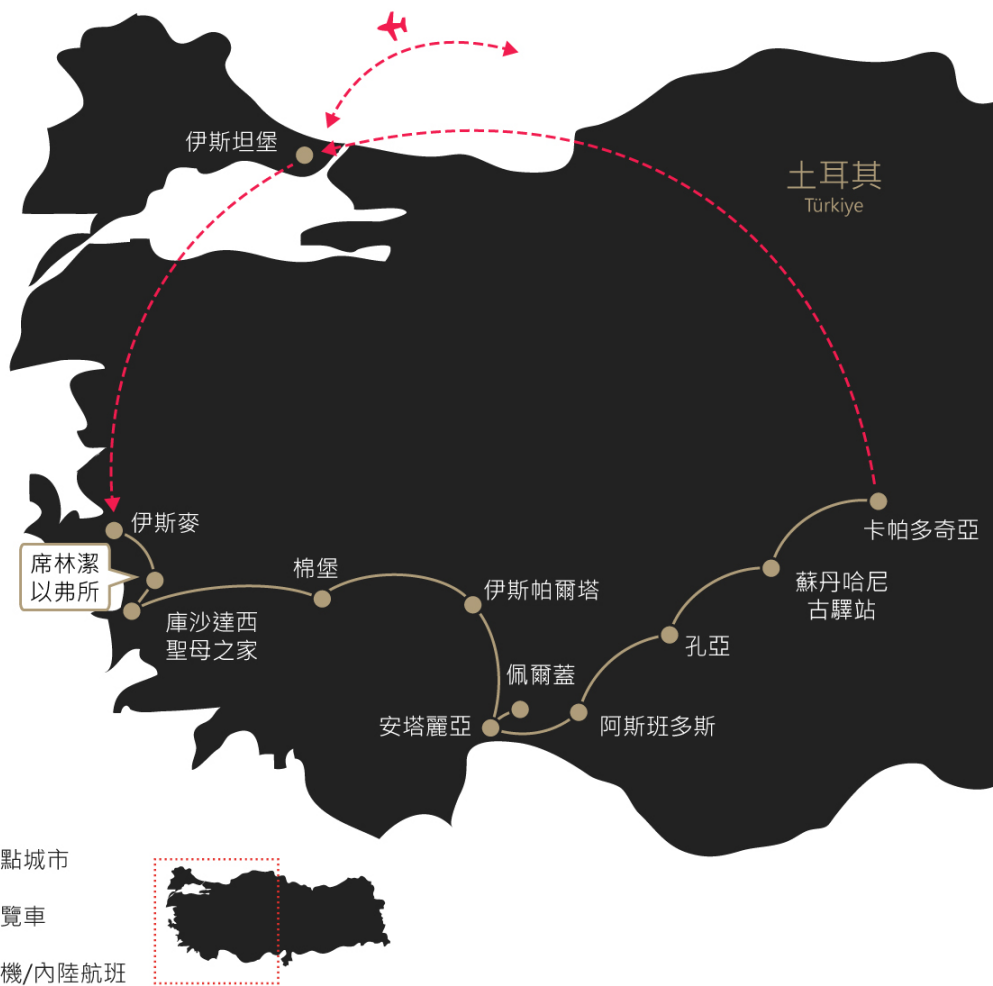 伊斯坦堡
土耳其
Türkiye
伊斯麥
卡帕多奇亞
席林潔
以弗所
棉堡
伊斯帕爾塔
蘇丹哈尼
古驛站
庫沙達西
聖母之家
孔亞
佩爾蓋
安塔麗亞
阿斯班多斯
點城市
覽車
機/內陸航班